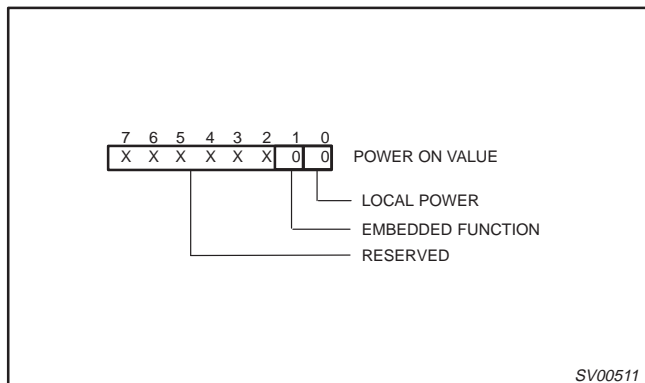 7 6 5 4 3 2 1 0
X X X X X X 0 0 POWER ON VALUE
LOCAL POWER
EMBEDDED FUNCTION
RESERVED
SV00511